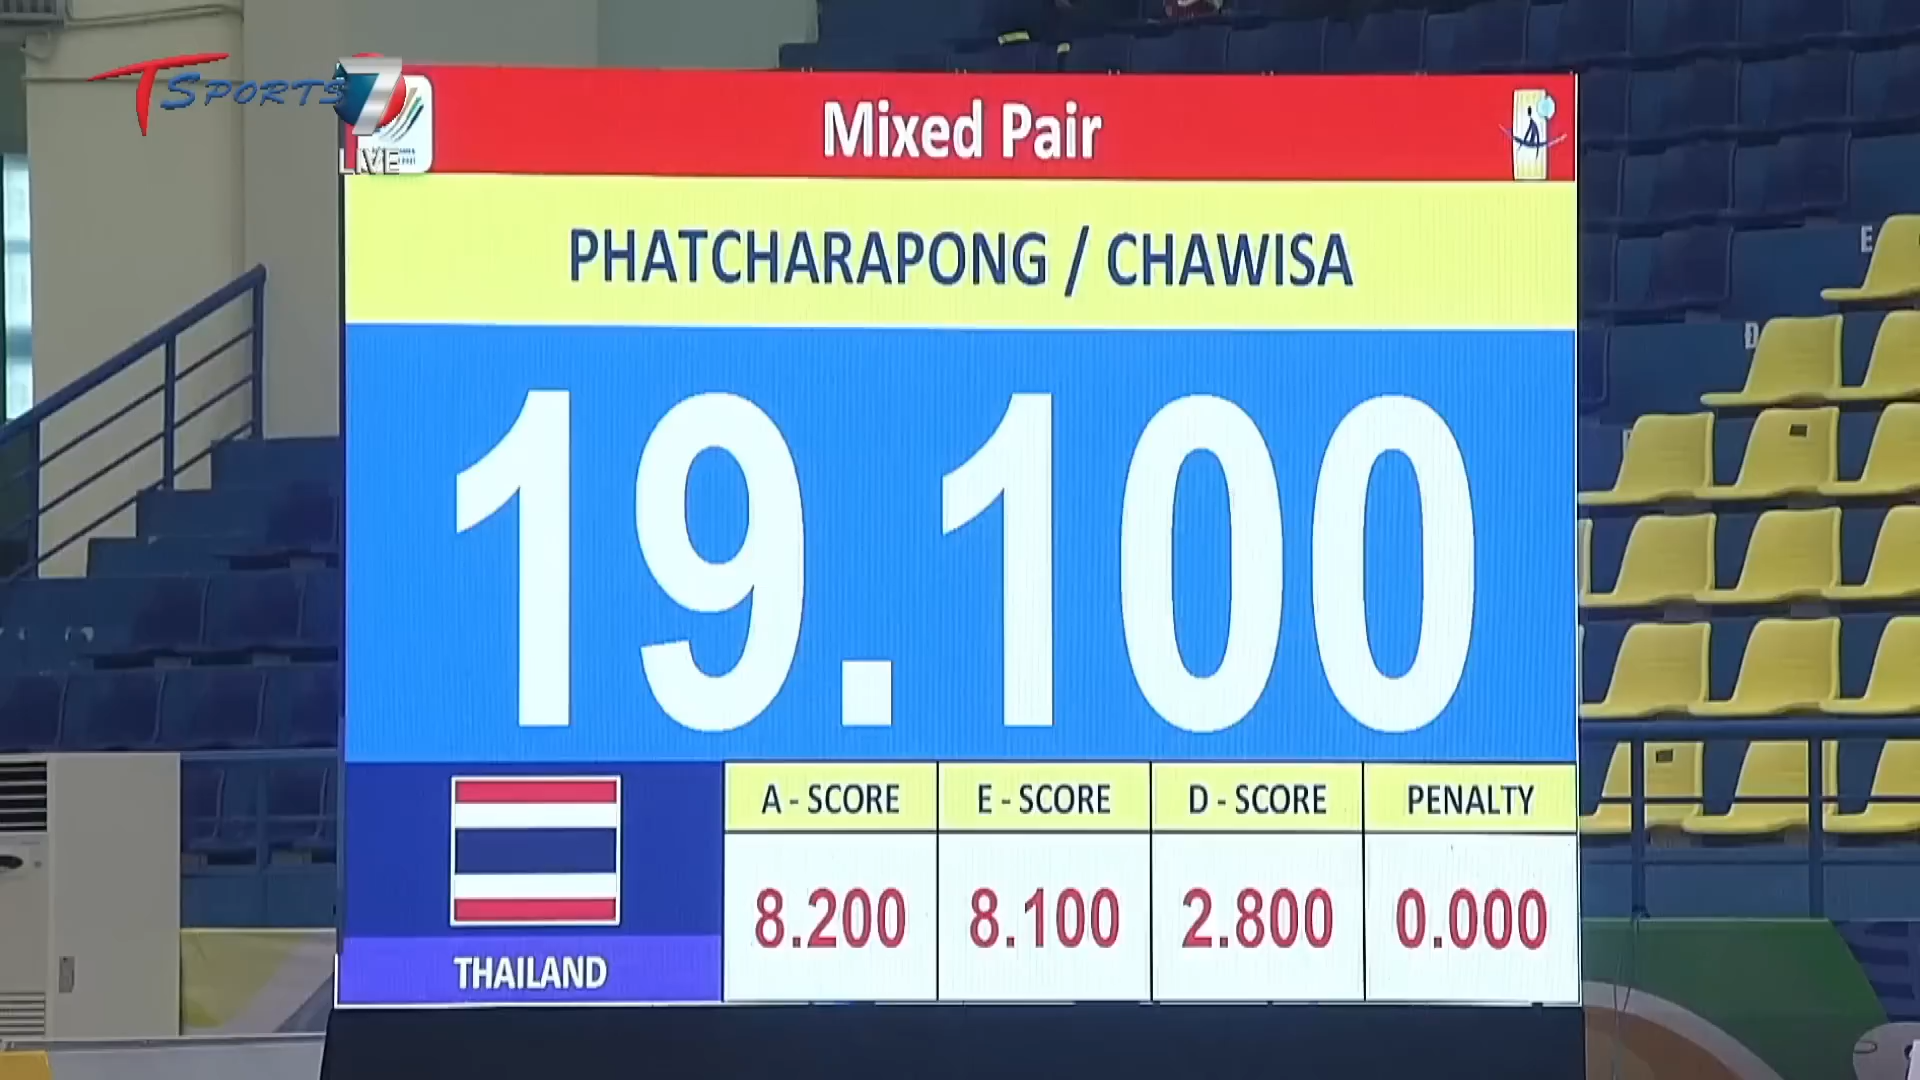 TSPORTS 7
LIVE
Mixed Pair
PHATCHARAPONG / CHAWISA
19.100
A - SCORE
E - SCORE
D - SCORE
PENALTY
8.200
8.100
2.800
0.000
THAILAND
E
D